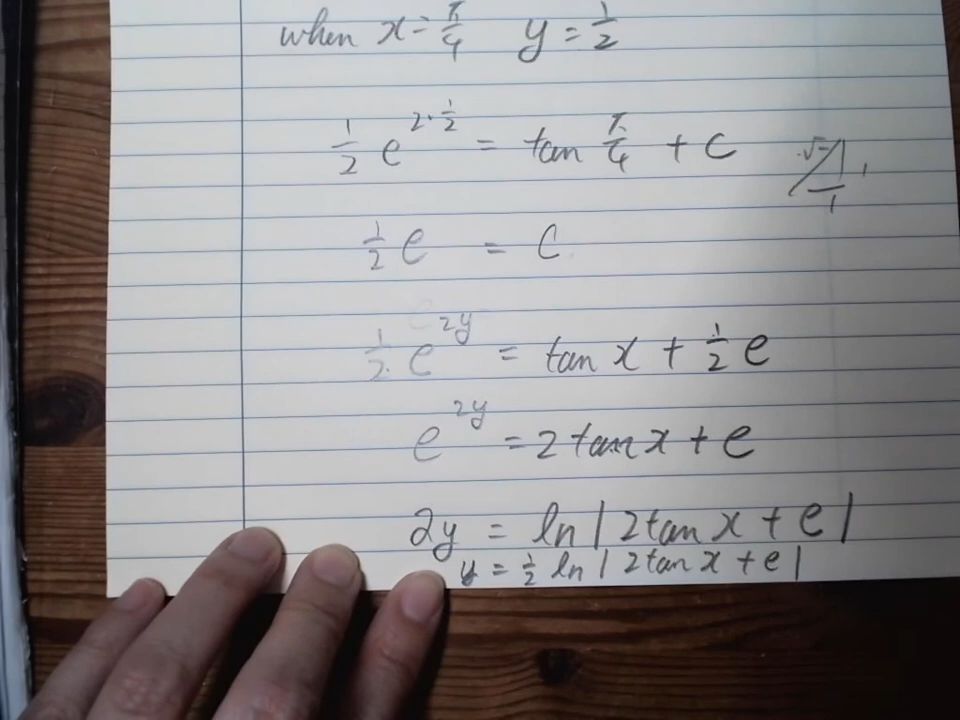 when x = π/4 y = 1/2
1/2 e^(2·1/2) = tan π/4 + C
1/2 e = C
1/2 e^(2y) = tan x + 1/2 e
e^(2y) = 2 tan x + e
2y = ln | 2 tan x + e |
y = 1/2 ln | 2 tan x + e |